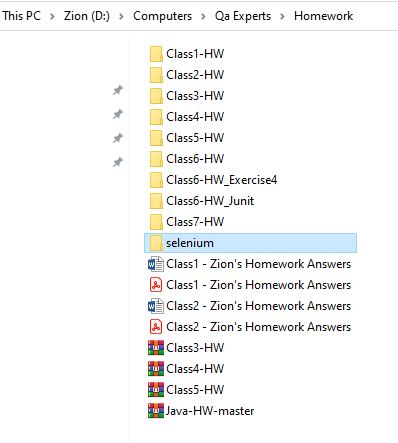 This PC > Zion (D:) > Computers > Qa Experts > Homework
Class1-HW
Class2-HW
Class3-HW
Class4-HW
Class5-HW
Class6-HW
Class6-HW_Exercise4
Class6-HW_Junit
Class7-HW
selenium
Class1 - Zion's Homework Answers
Class1 - Zion's Homework Answers
Class2 - Zion's Homework Answers
Class2 - Zion's Homework Answers
Class3-HW
Class4-HW
Class5-HW
Java-HW-master